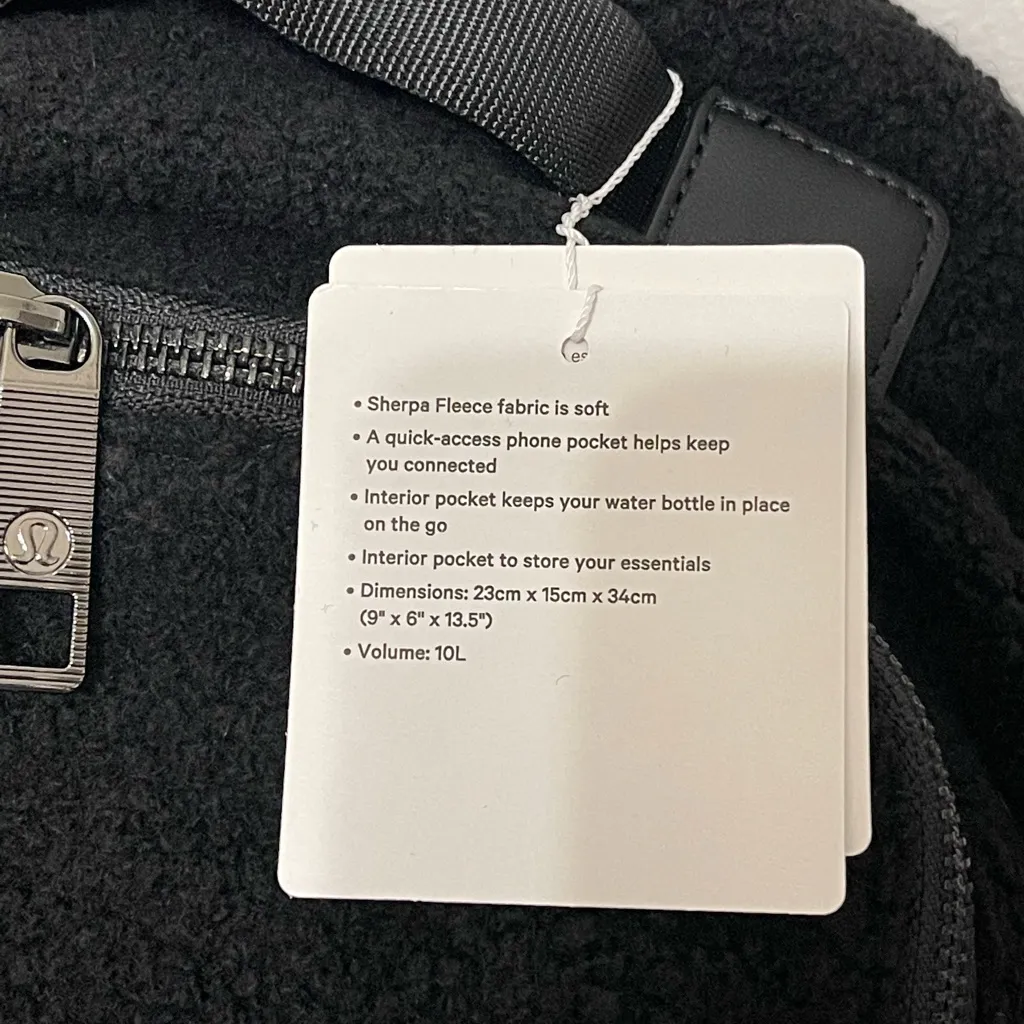 es
• Sherpa Fleece fabric is soft
• A quick-access phone pocket helps keep
you connected
• Interior pocket keeps your water bottle in place
on the go
• Interior pocket to store your essentials
• Dimensions: 23cm x 15cm x 34cm
(9" x 6" x 13.5")
• Volume: 10L